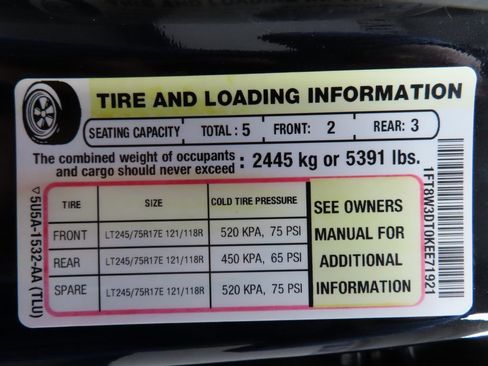 TIRE AND LOADING INFORMATION
SEATING CAPACITY TOTAL : 5 FRONT: 2 REAR: 3
The combined weight of occupants
and cargo should never exceed : 2445 kg or 5391 lbs.
TIRE SIZE COLD TIRE PRESSURE
FRONT LT245/75R17E 121/118R 520 KPA, 75 PSI
REAR LT245/75R17E 121/118R 450 KPA, 65 PSI
SPARE LT245/75R17E 121/118R 520 KPA, 75 PSI
SEE OWNERS
MANUAL FOR
ADDITIONAL
INFORMATION
▽5U5A-1532-AA (TLU)
1FT8W3DT0KEE71921